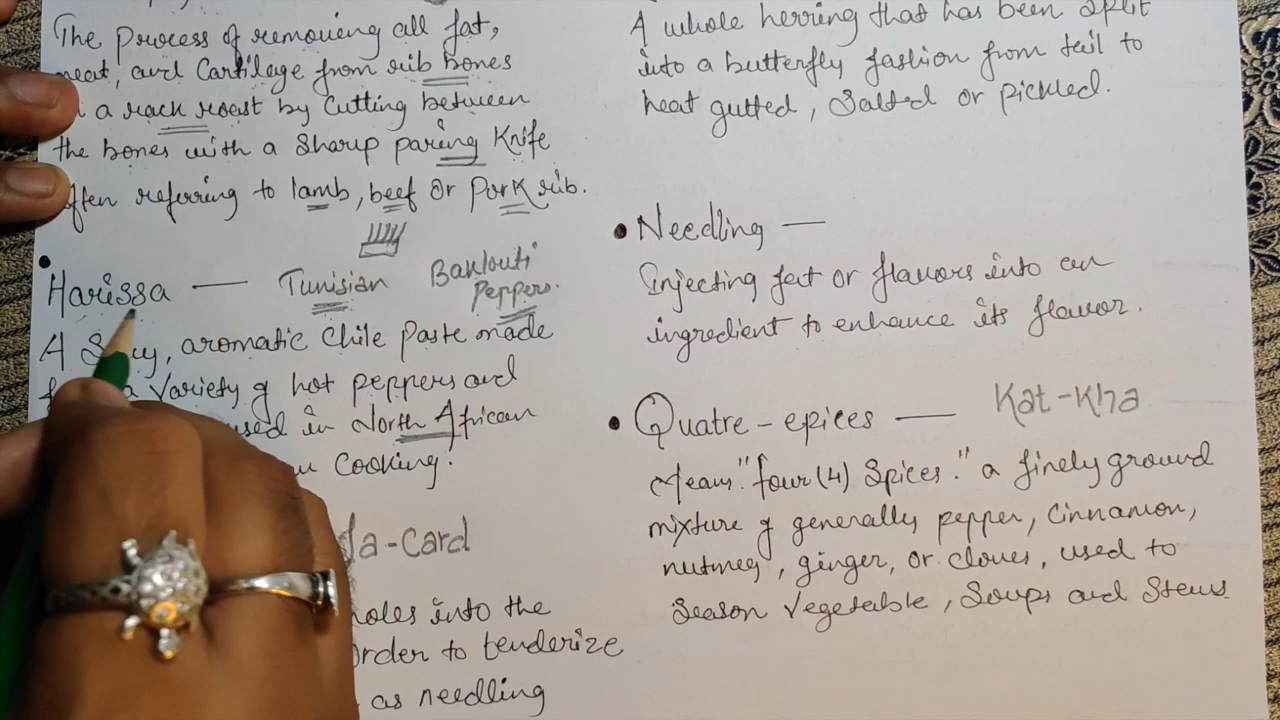 The process of removing all fat,
meat, and Cartilage from rib bones
a rack roast by Cutting between
the bones with a Sharp paring Knife
often referring to lamb, beef or Pork rib.
Harissa — Tunisian Baklouti
Peppers.
A aromatic Chile Paste made
a Variety of hot peppers and
used in North African
Cooking.
da-Card
holes into the
order to tenderize
as needling
A whole herring that has been Split
into a butterfly fashion from tail to
heat gutted, Salted or pickled.
• Needling —
Injecting fat or flavors into an
ingredient to enhance its flavor.
• Quatre-epices — Kat-Kha
Means "four (4) Spices." a finely ground
mixture of generally pepper, Cinnamon,
nutmeg, ginger, or cloves, used to
Season Vegetable, Soups and Stews